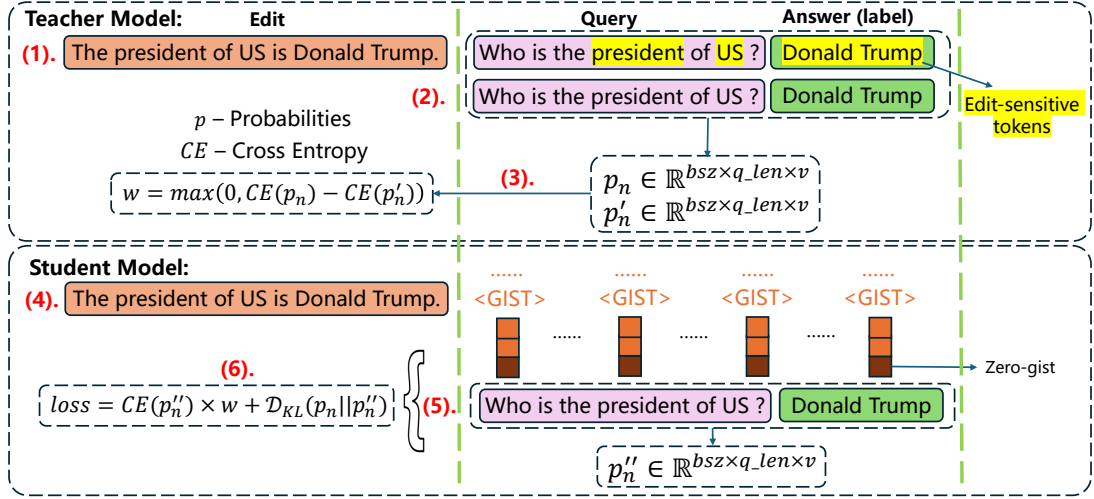 Teacher Model: Edit Query Answer (label)
(1). The president of US is Donald Trump. Who is the president of US ? Donald Trump
(2). Who is the president of US ? Donald Trump
Edit-sensitive
tokens
p – Probabilities
CE – Cross Entropy
w = max(0, CE(p_n) − CE(p'_n))
(3).
p_n ∈ ℝ^{bsz×q_len×v}
p'_n ∈ ℝ^{bsz×q_len×v}
Student Model:
(4). The president of US is Donald Trump.
...... ...... ...... ......
<GIST> <GIST> <GIST> <GIST>
...... ...... ......
Zero-gist
(6).
loss = CE(p''_n) × w + 𝒟_{KL}(p_n||p''_n)
(5). Who is the president of US ? Donald Trump
p''_n ∈ ℝ^{bsz×q_len×v}